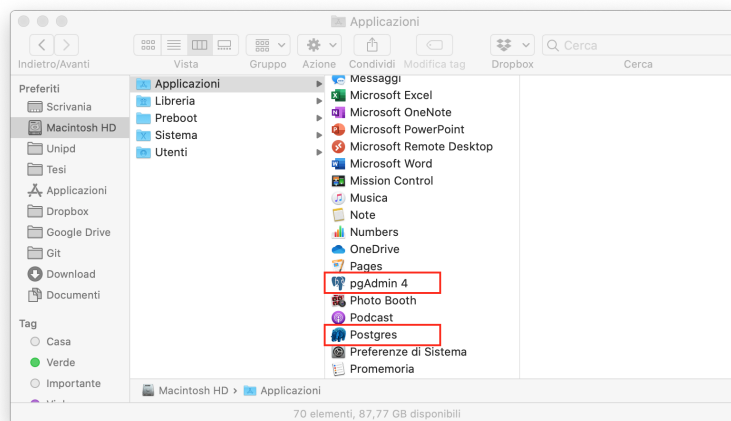 Applicazioni
Indietro/Avanti
Vista
Gruppo
Azione
Condividi
Modifica tag
Dropbox
Cerca
Cerca
Preferiti
Scrivania
Macintosh HD
Unipd
Tesi
Applicazioni
Dropbox
Google Drive
Git
Download
Documenti
Tag
Casa
Verde
Importante
Applicazioni
Libreria
Preboot
Sistema
Utenti
Messaggi
Microsoft Excel
Microsoft OneNote
Microsoft PowerPoint
Microsoft Remote Desktop
Microsoft Word
Mission Control
Musica
Note
Numbers
OneDrive
Pages
pgAdmin 4
Photo Booth
Podcast
Postgres
Preferenze di Sistema
Promemoria
Macintosh HD › Applicazioni
70 elementi, 87,77 GB disponibili